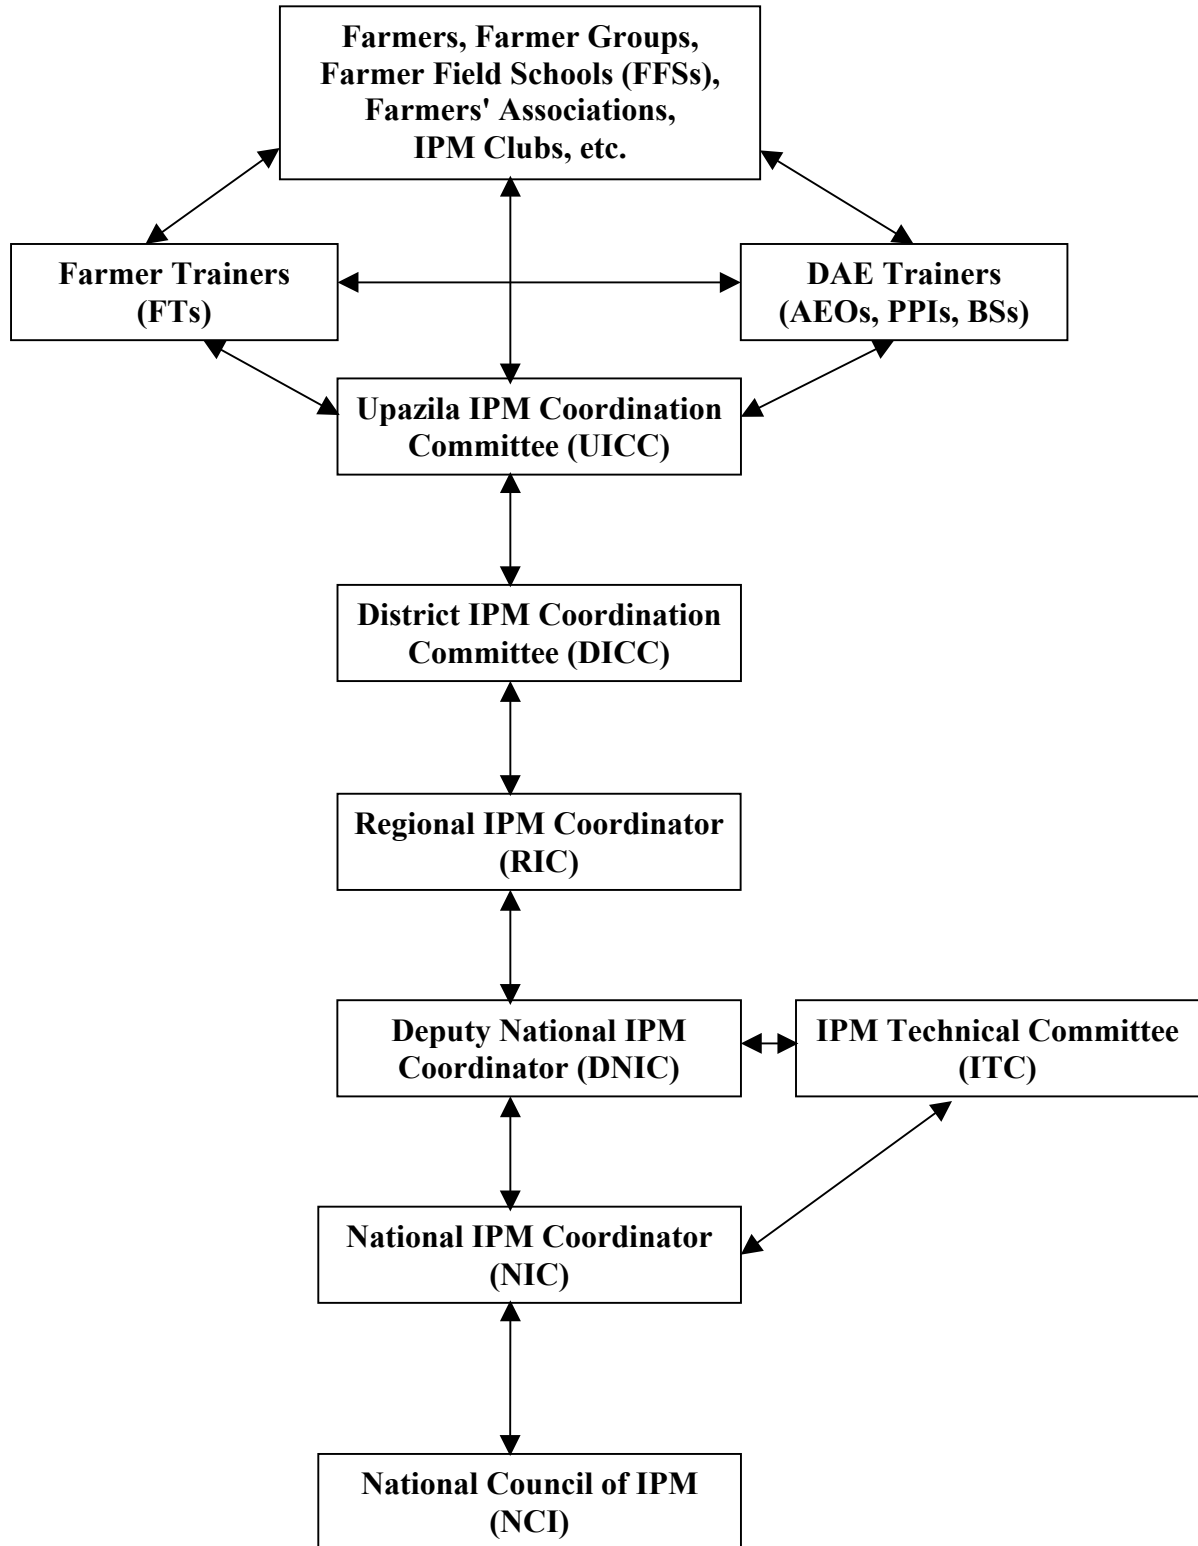 Farmers, Farmer Groups,
Farmer Field Schools (FFSs),
Farmers' Associations,
IPM Clubs, etc.
Farmer Trainers
(FTs)
DAE Trainers
(AEOs, PPIs, BSs)
Upazila IPM Coordination
Committee (UICC)
District IPM Coordination
Committee (DICC)
Regional IPM Coordinator
(RIC)
Deputy National IPM
Coordinator (DNIC)
IPM Technical Committee
(ITC)
National IPM Coordinator
(NIC)
National Council of IPM
(NCI)